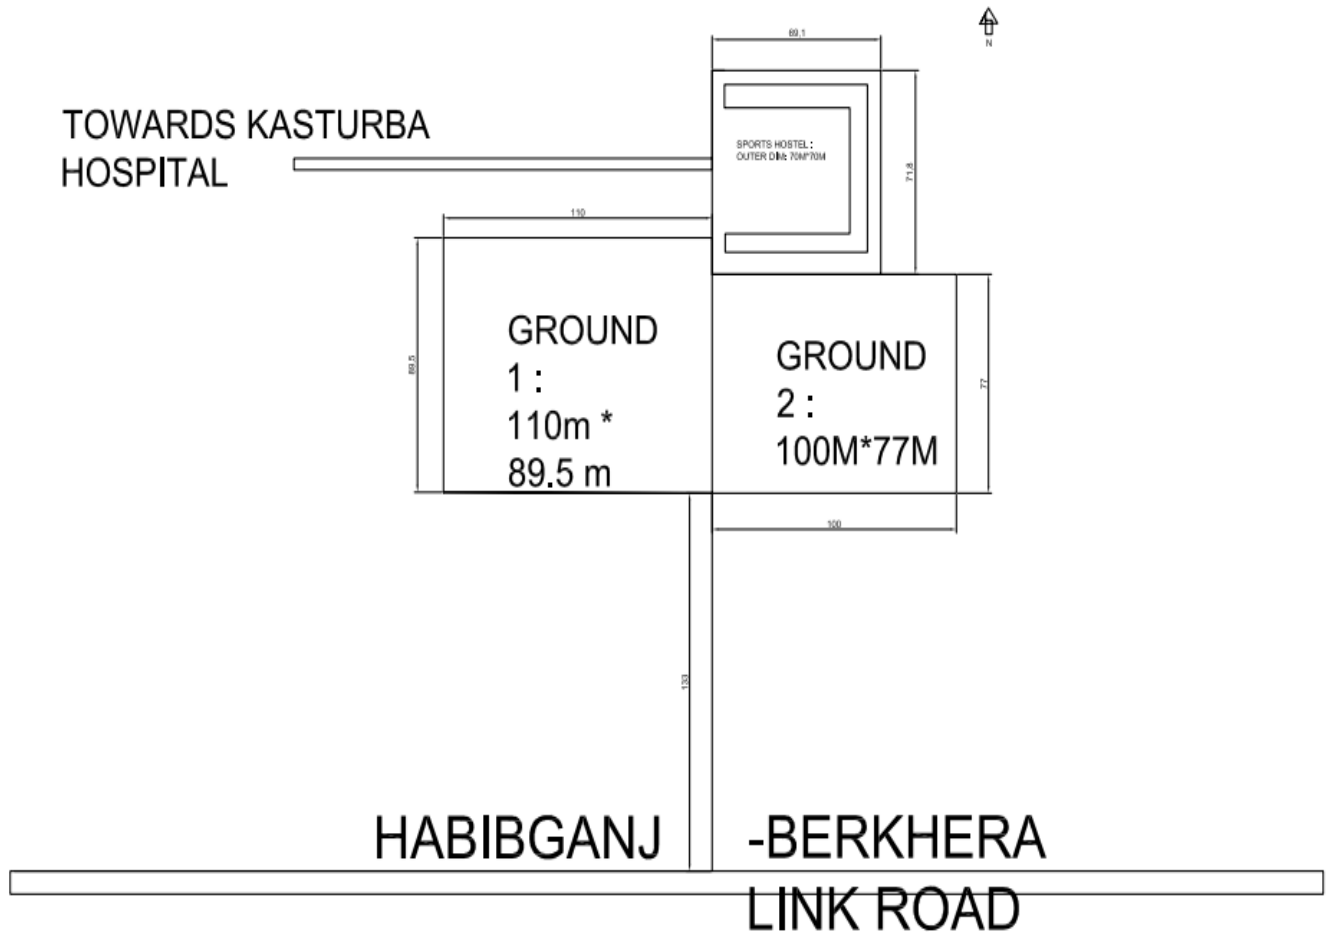 69,1
N
TOWARDS KASTURBA
HOSPITAL
SPORTS HOSTEL :
OUTER DIM: 70M*70M
71,8
110
GROUND
1 :
110m *
89.5 m
89,5
GROUND
2 :
100M*77M
77
100
133
HABIBGANJ -BERKHERA
LINK ROAD